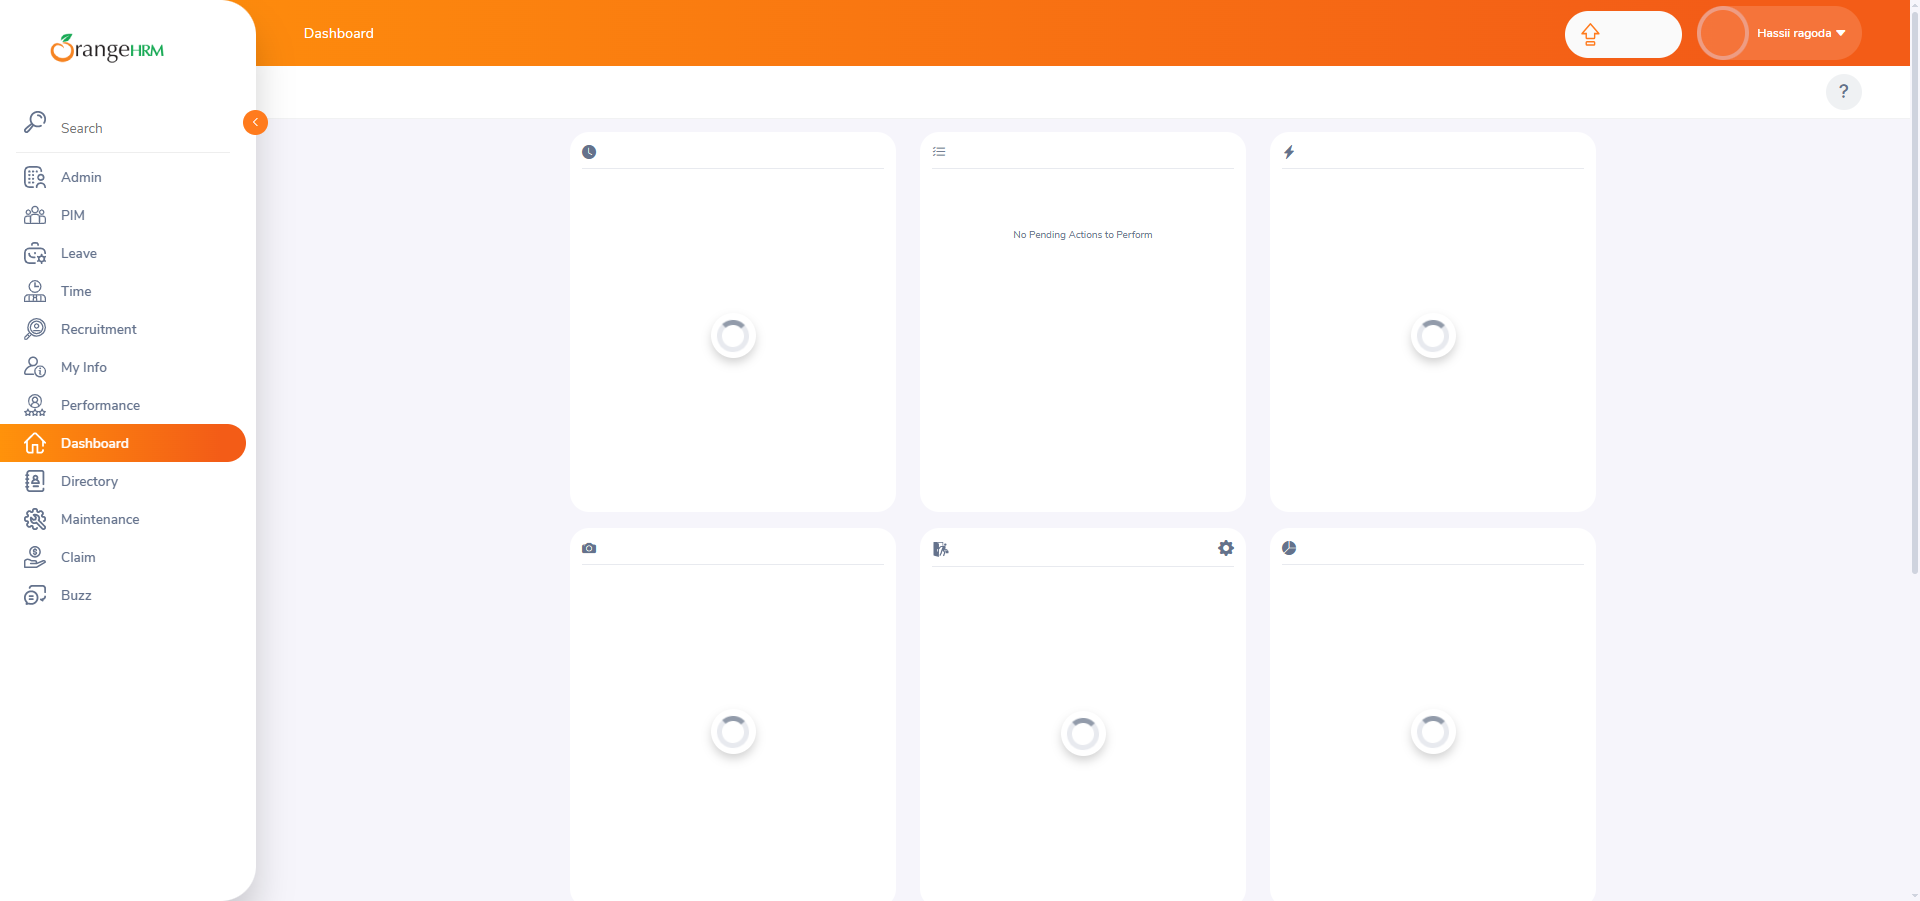 OrangeHRM
Dashboard
Hassii ragoda
?
Search
Admin
PIM
Leave
Time
Recruitment
My Info
Performance
Dashboard
Directory
Maintenance
Claim
Buzz
No Pending Actions to Perform